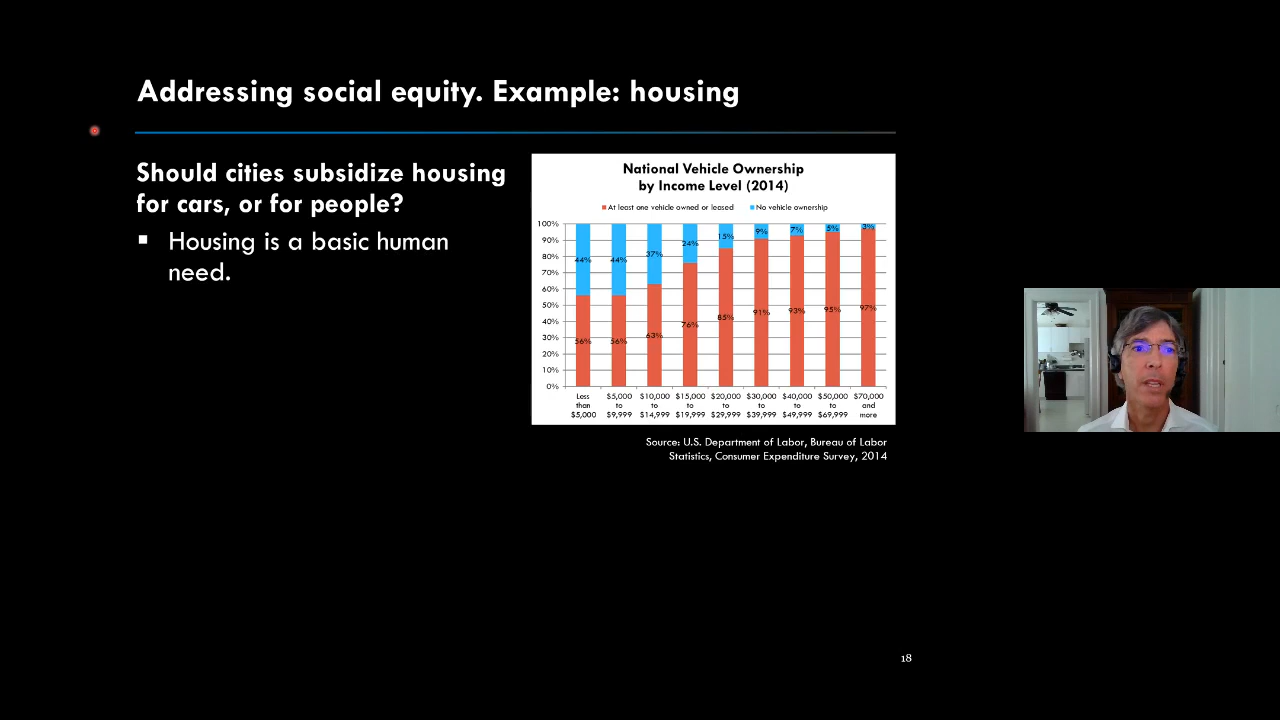 Addressing social equity. Example: housing
Should cities subsidize housing
for cars, or for people?
▪ Housing is a basic human
need.
National Vehicle Ownership
by Income Level (2014)
At least one vehicle owned or leased No vehicle ownership
100%
90%
80%
70%
60%
50%
40%
30%
20%
10%
0%
44% 44% 37% 24% 15% 9% 7% 5% 3%
56% 56% 63% 76% 85% 91% 93% 95% 97%
Less $5,000 $10,000 $15,000 $20,000 $30,000 $40,000 $50,000 $70,000
than to to to to to to to and
$5,000 $9,999 $14,999 $19,999 $29,999 $39,999 $49,999 $69,999 more
Source: U.S. Department of Labor, Bureau of Labor
Statistics, Consumer Expenditure Survey, 2014
18